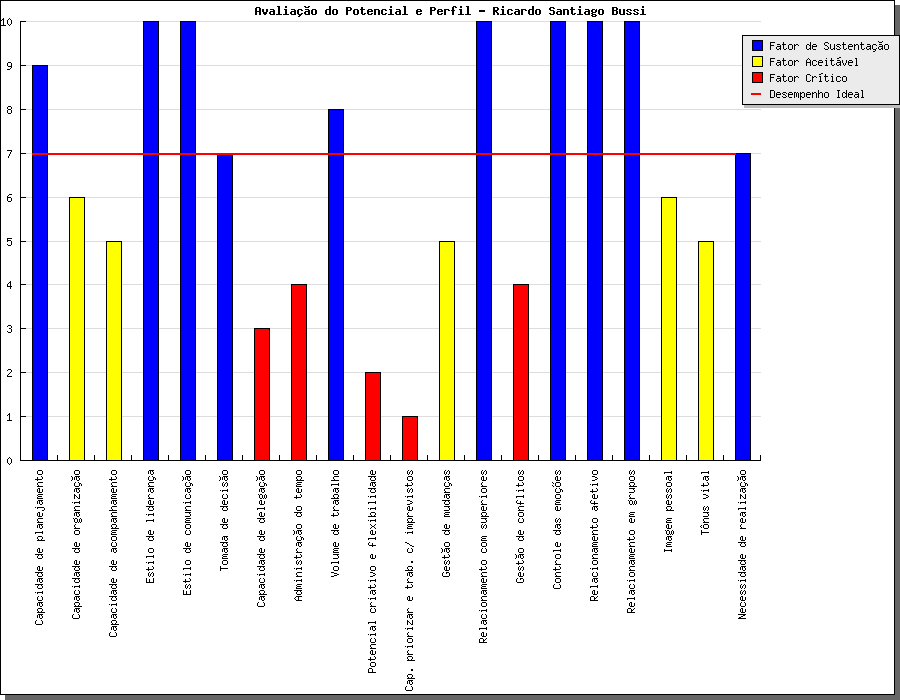 Avaliação do Potencial e Perfil - Ricardo Santiago Bussi
Fator de Sustentação
Fator Aceitável
Fator Crítico
Desempenho Ideal
10
9
8
7
6
5
4
3
2
1
0
Capacidade de planejamento
Capacidade de organização
Capacidade de acompanhamento
Estilo de liderança
Estilo de comunicação
Tomada de decisão
Capacidade de delegação
Administração do tempo
Volume de trabalho
Potencial criativo e flexibilidade
Cap. priorizar e trab. c/ imprevistos
Gestão de mudanças
Relacionamento com superiores
Gestão de conflitos
Controle das emoções
Relacionamento afetivo
Relacionamento em grupos
Imagem pessoal
Tônus vital
Necessidade de realização